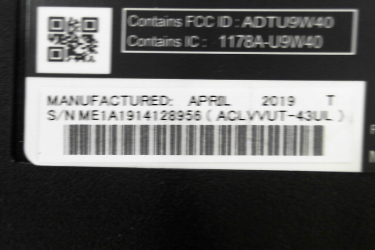 Contains FCC ID : ADTU9W40
Contains IC : 1178A-U9W40
MANUFACTURED: APRIL 2019 T
S/N ME1A1914128956 ( ACLVVUT-43UL )